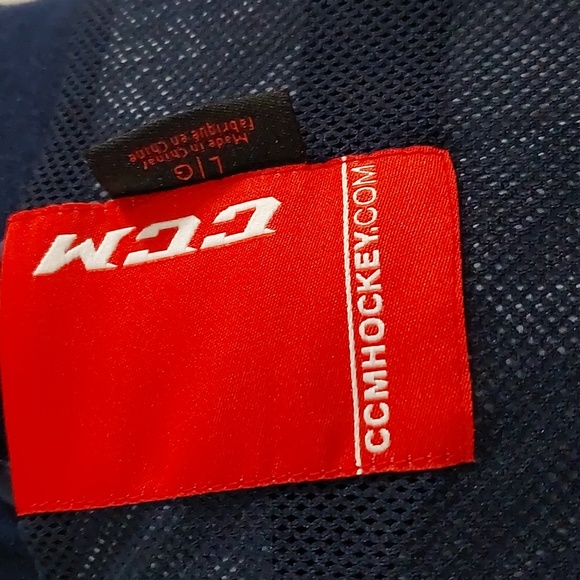 L|G
Made in China/
Fabriqué en Chine
CCM
CCMHOCKEY.COM